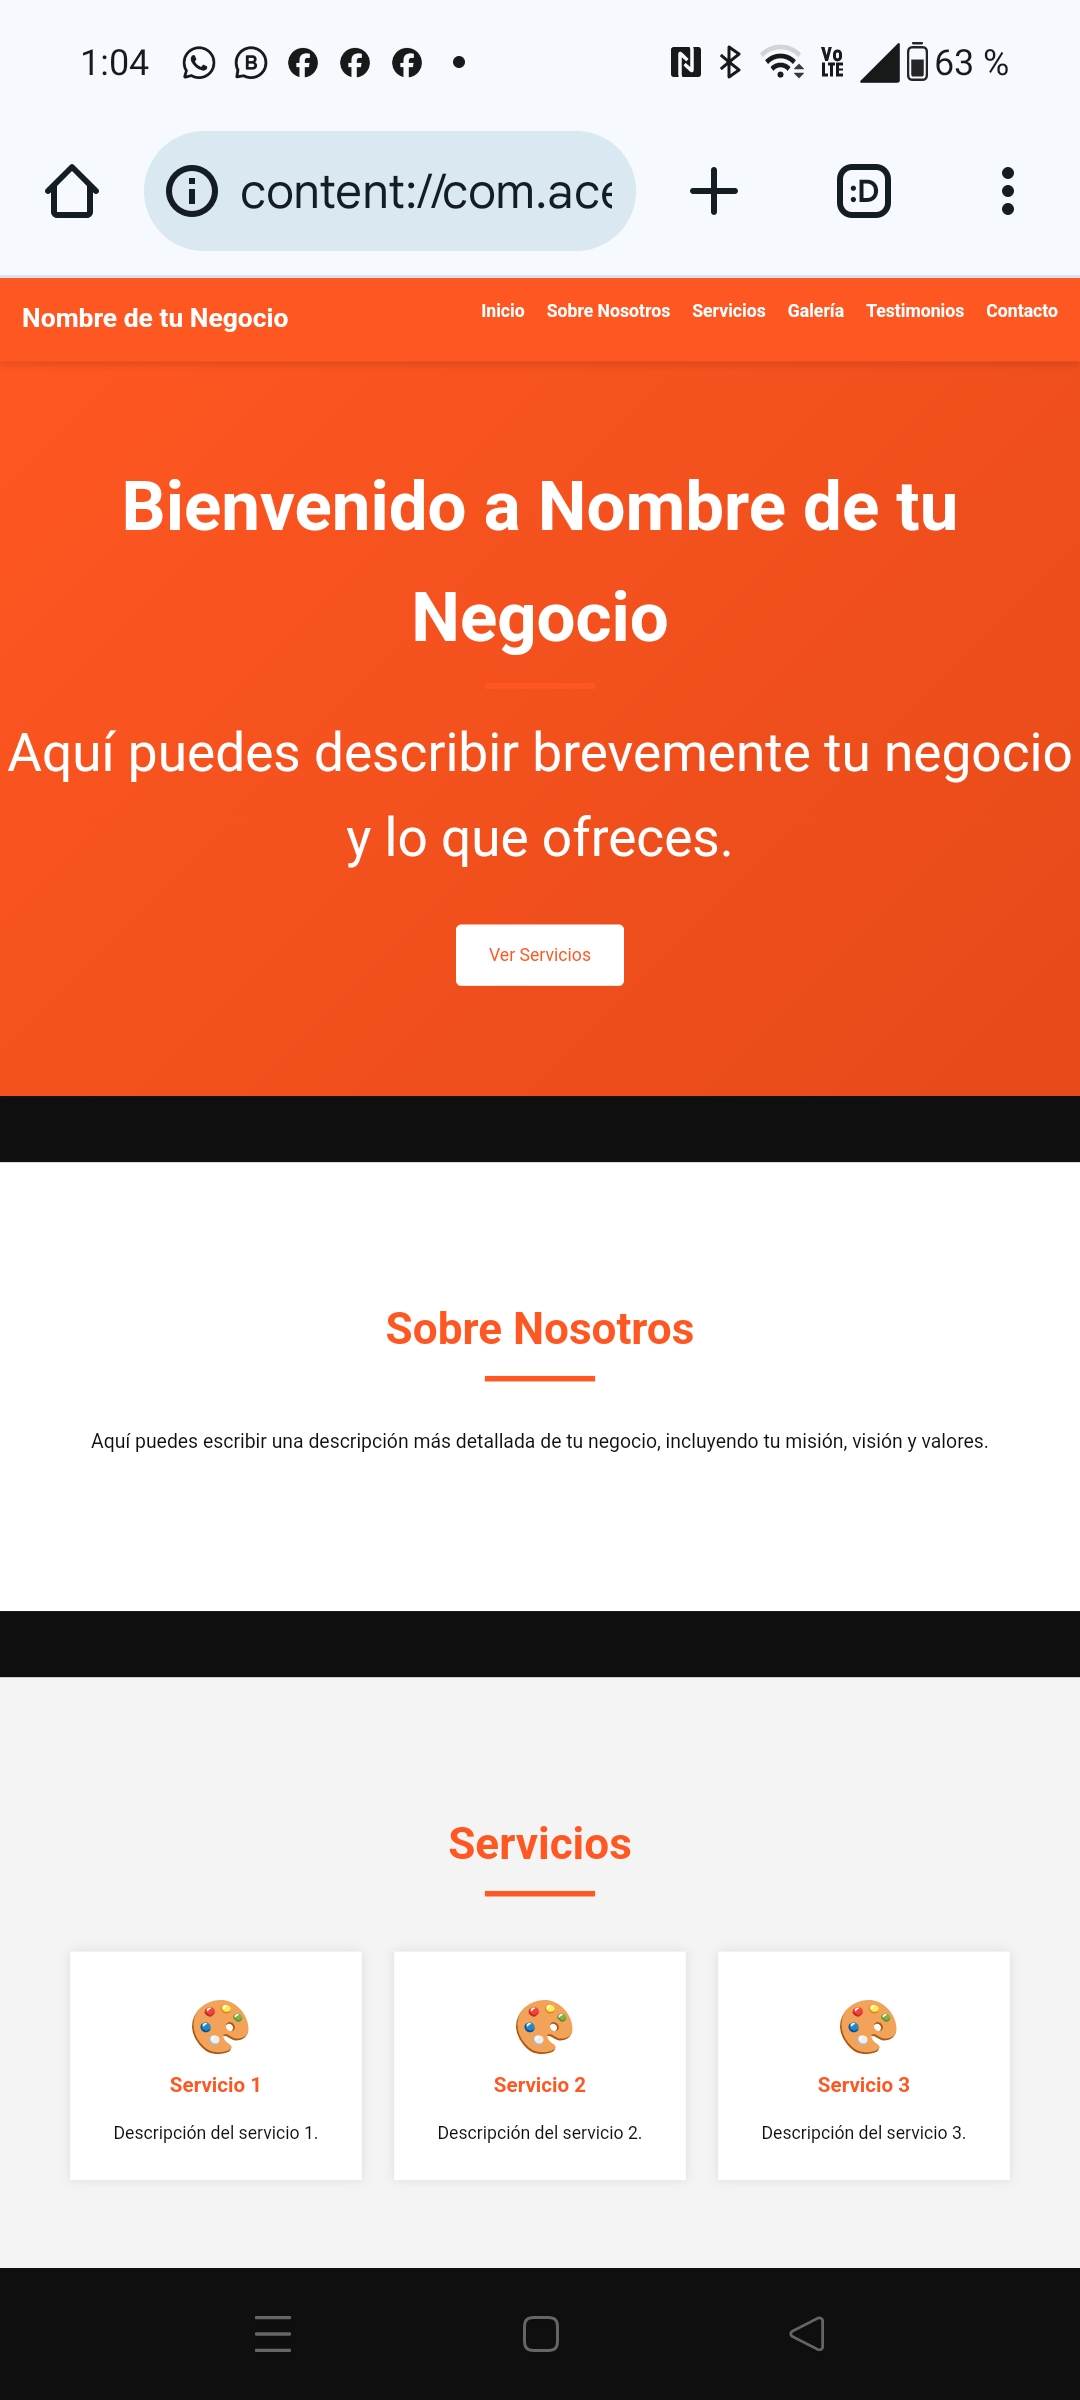 1:04
Vo
LTE
63 %
content://com.ace
:D
Nombre de tu Negocio
Inicio Sobre Nosotros Servicios Galería Testimonios Contacto
Bienvenido a Nombre de tu
Negocio
Aquí puedes describir brevemente tu negocio
y lo que ofreces.
Ver Servicios
Sobre Nosotros
Aquí puedes escribir una descripción más detallada de tu negocio, incluyendo tu misión, visión y valores.
Servicios
Servicio 1
Descripción del servicio 1.
Servicio 2
Descripción del servicio 2.
Servicio 3
Descripción del servicio 3.